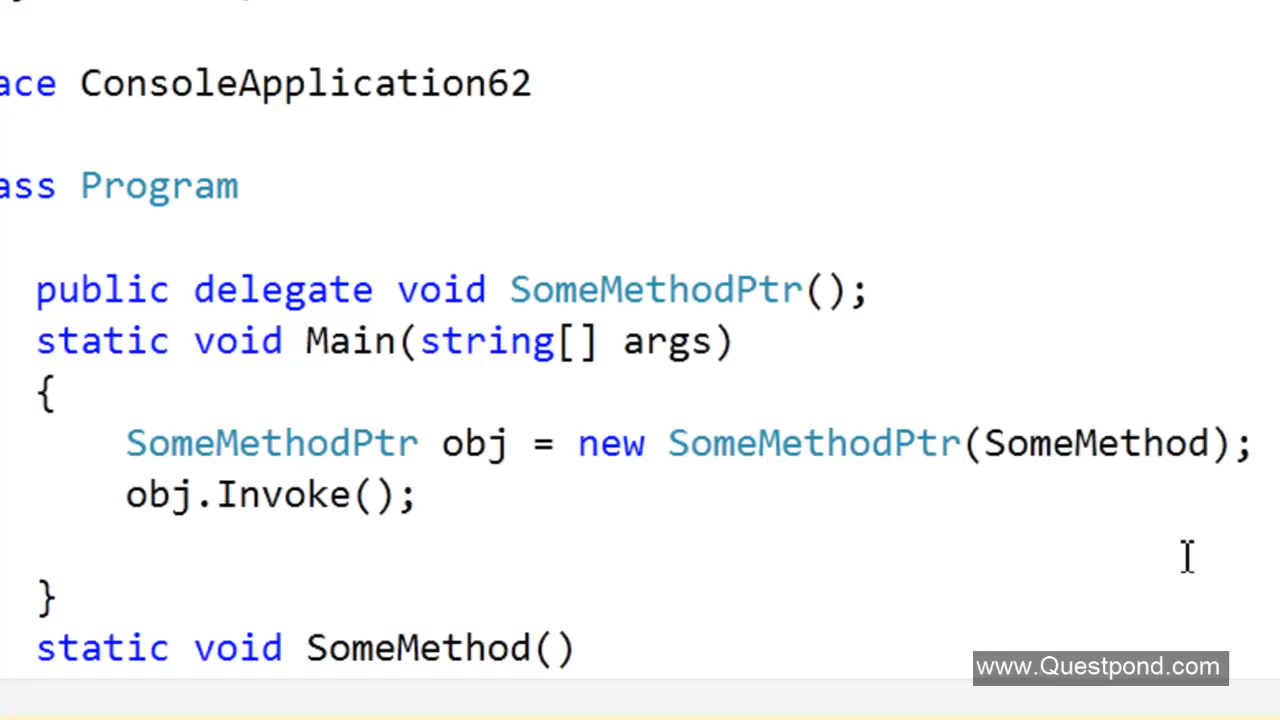 ace ConsoleApplication62
ass Program
public delegate void SomeMethodPtr();
static void Main(string[] args)
{
SomeMethodPtr obj = new SomeMethodPtr(SomeMethod);
obj.Invoke();
}
static void SomeMethod()
www.Questpond.com